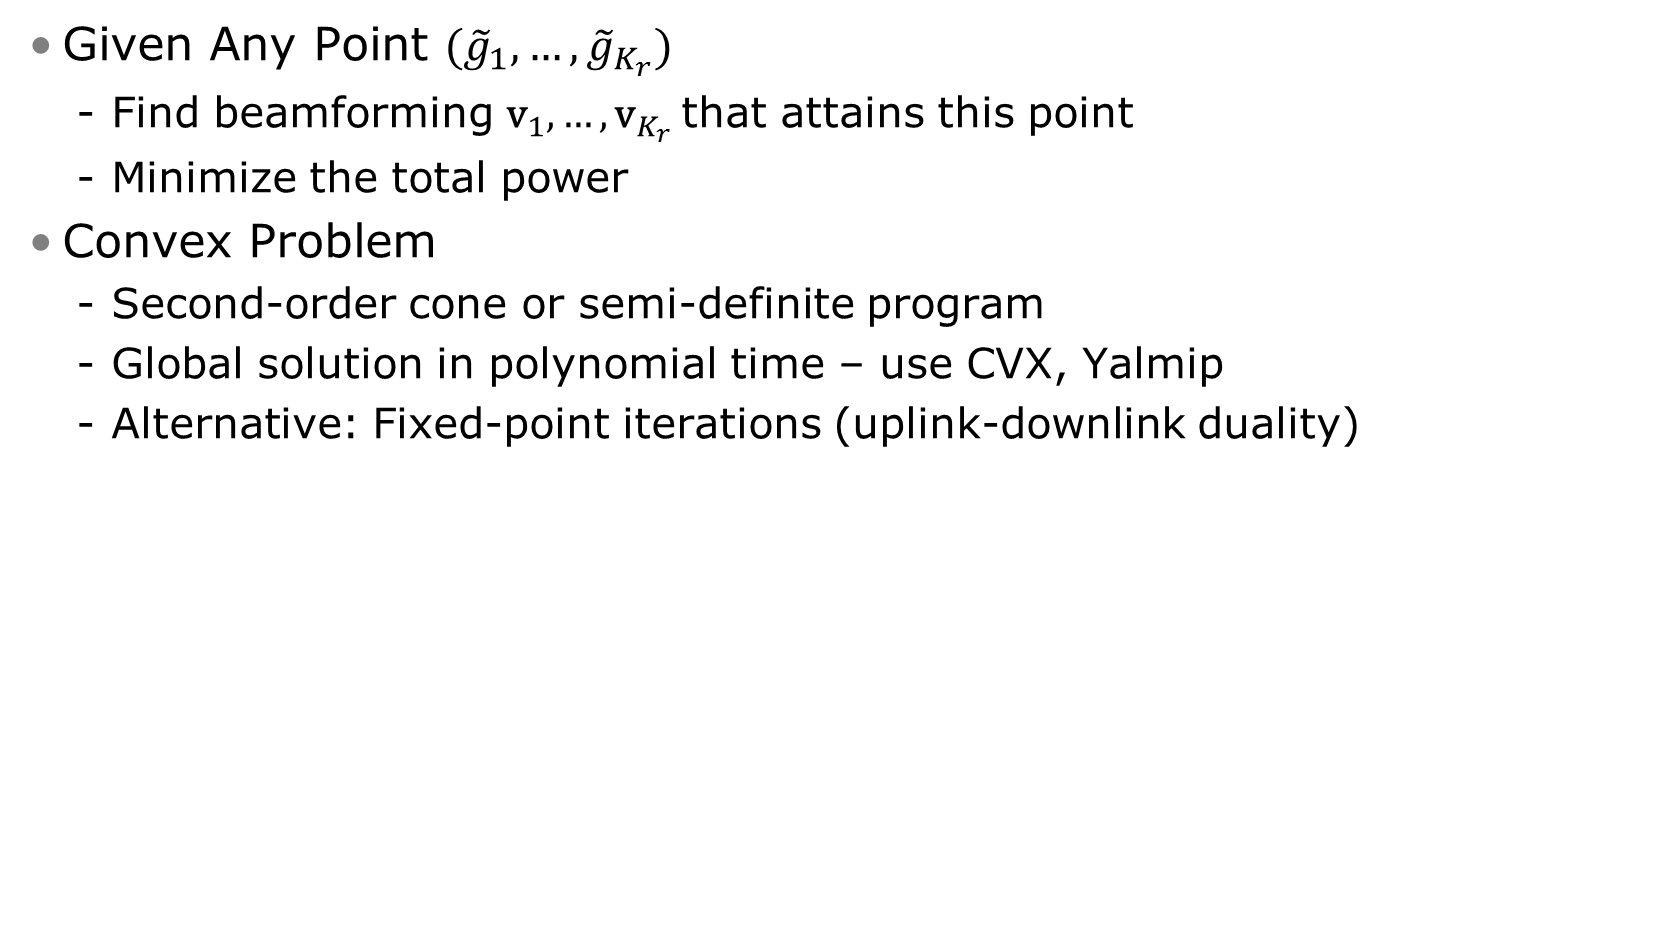 • Given Any Point (g̃₁, … , g̃_{K_r})
- Find beamforming 𝐯₁, … , 𝐯_{K_r} that attains this point
- Minimize the total power
• Convex Problem
- Second-order cone or semi-definite program
- Global solution in polynomial time – use CVX, Yalmip
- Alternative: Fixed-point iterations (uplink-downlink duality)